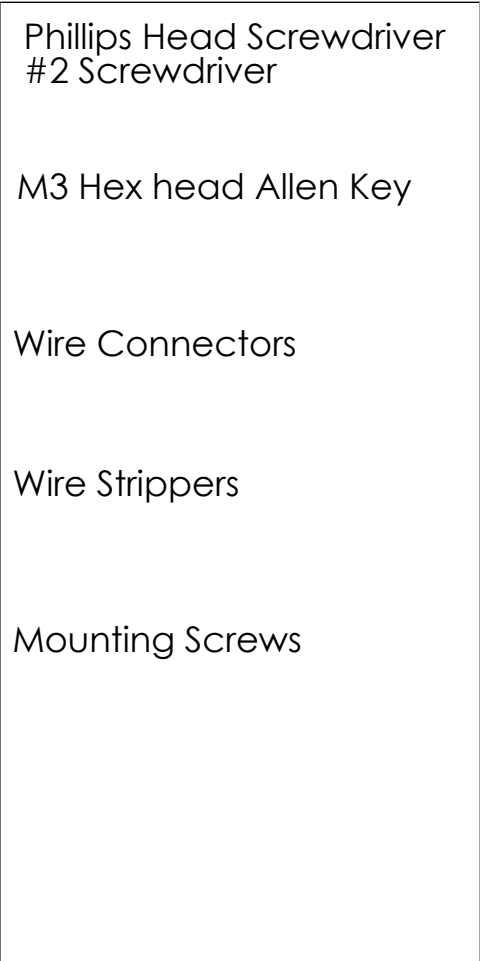 Phillips Head Screwdriver
#2 Screwdriver
M3 Hex head Allen Key
Wire Connectors
Wire Strippers
Mounting Screws